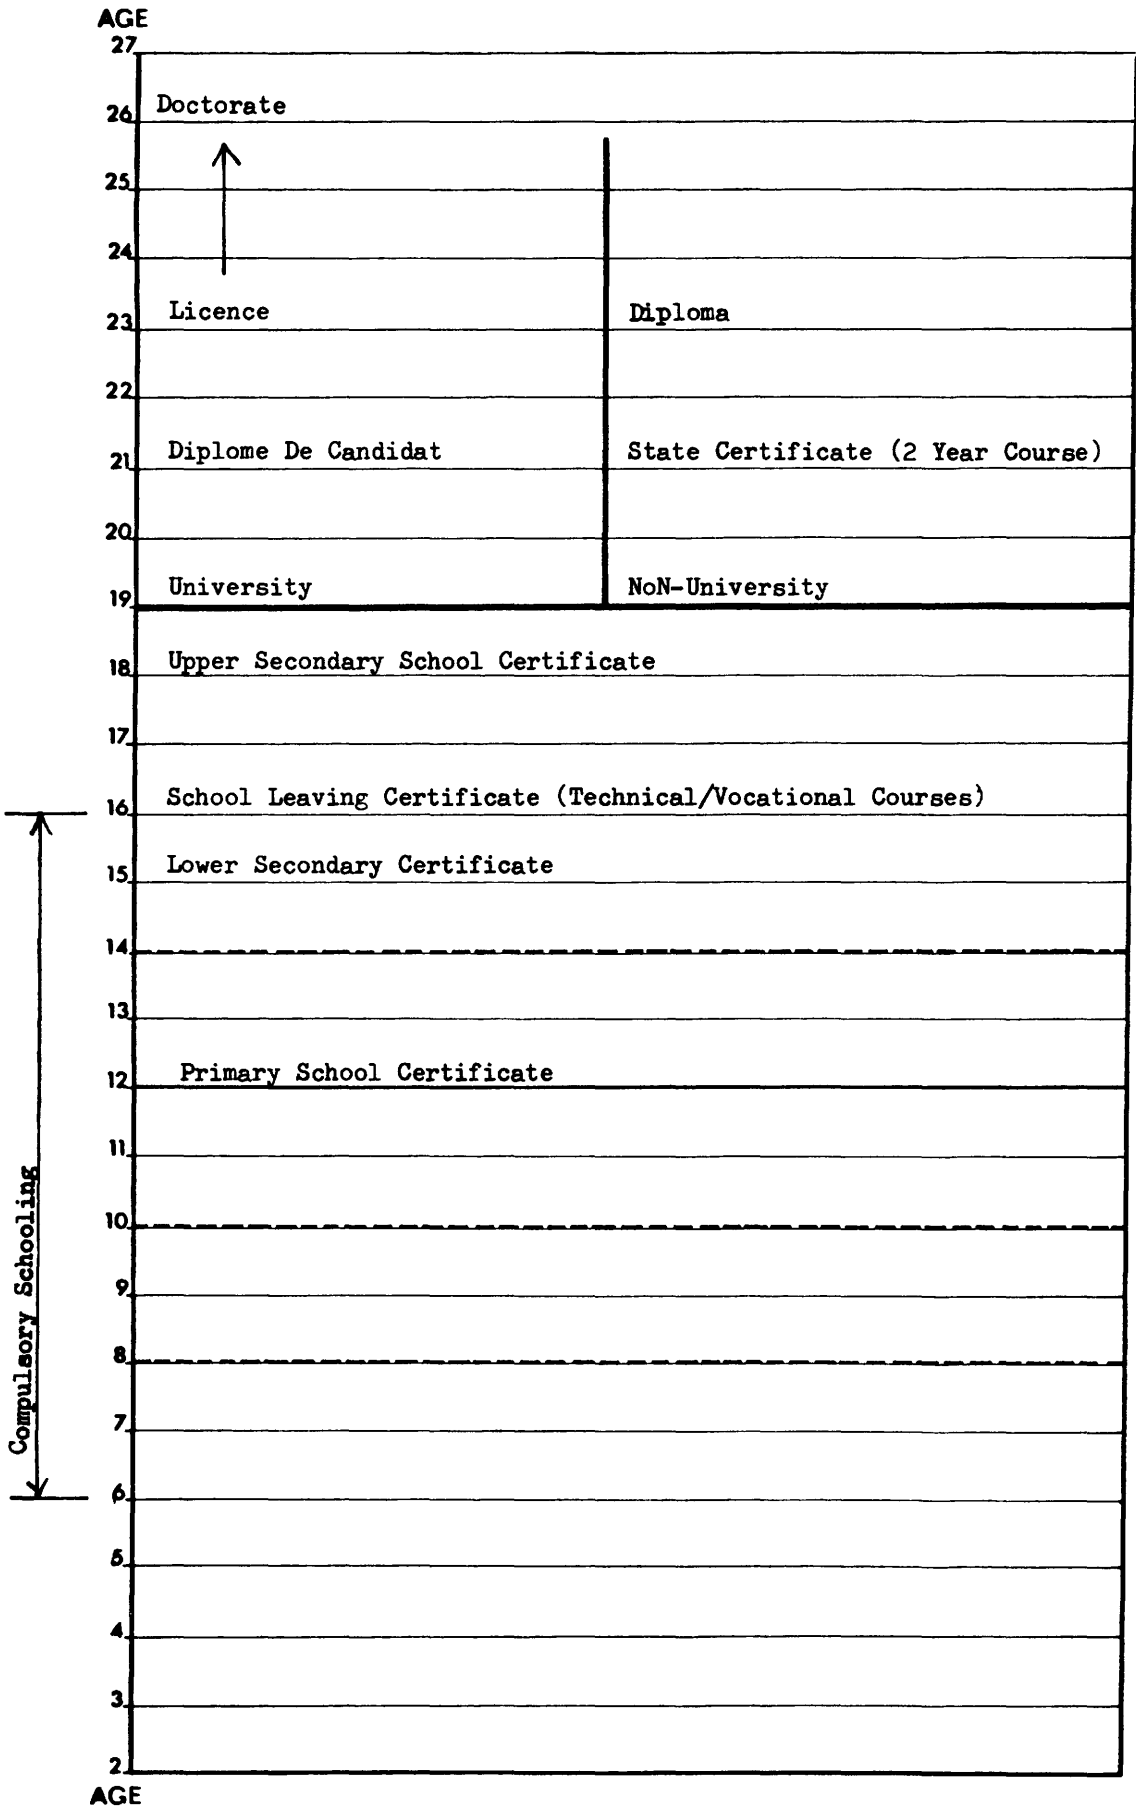 AGE
27
26 Doctorate
25
24
23 Licence Diploma
22
21 Diplome De Candidat State Certificate (2 Year Course)
20
19 University NoN-University
18 Upper Secondary School Certificate
17
16 School Leaving Certificate (Technical/Vocational Courses)
15 Lower Secondary Certificate
14
13
12 Primary School Certificate
11
10
9
8
7
6
5
4
3
2
AGE
Compulsory Schooling